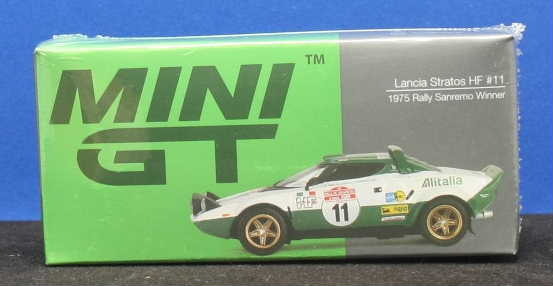 MINI
GT
™
Lancia Stratos HF #11
1975 Rally Sanremo Winner
Alitalia
11